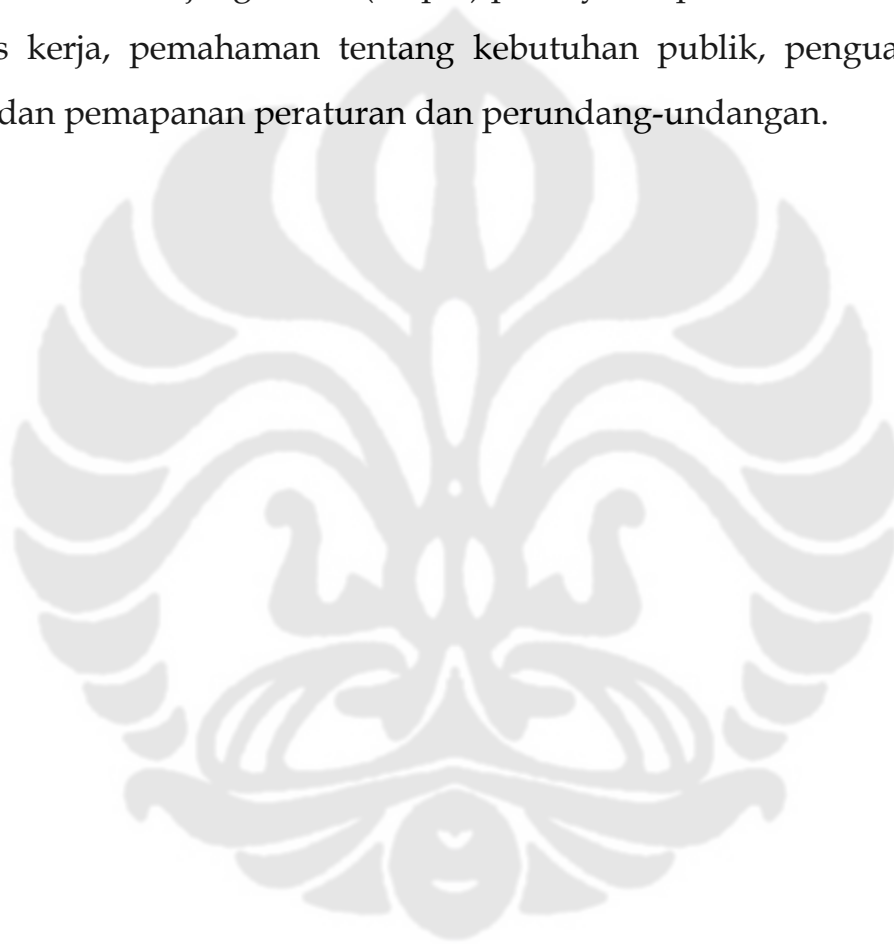 s kerja, pemahaman tentang kebutuhan publik, pengua
dan pemapanan peraturan dan perundang-undangan.